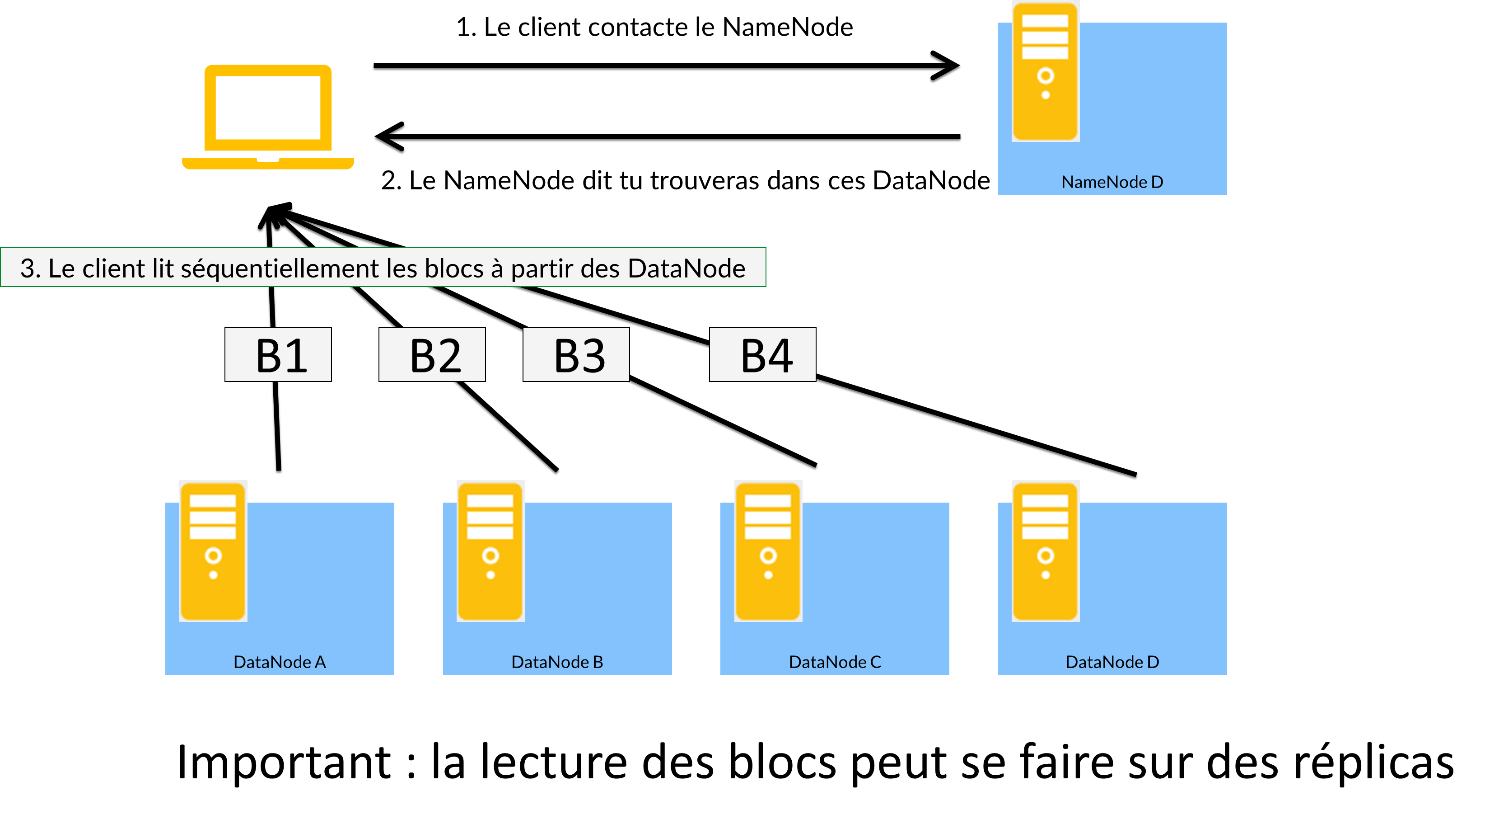 1. Le client contacte le NameNode
2. Le NameNode dit tu trouveras dans ces DataNode
NameNode D
3. Le client lit séquentiellement les blocs à partir des DataNode
B1
B2
B3
B4
DataNode A
DataNode B
DataNode C
DataNode D
Important : la lecture des blocs peut se faire sur des réplicas